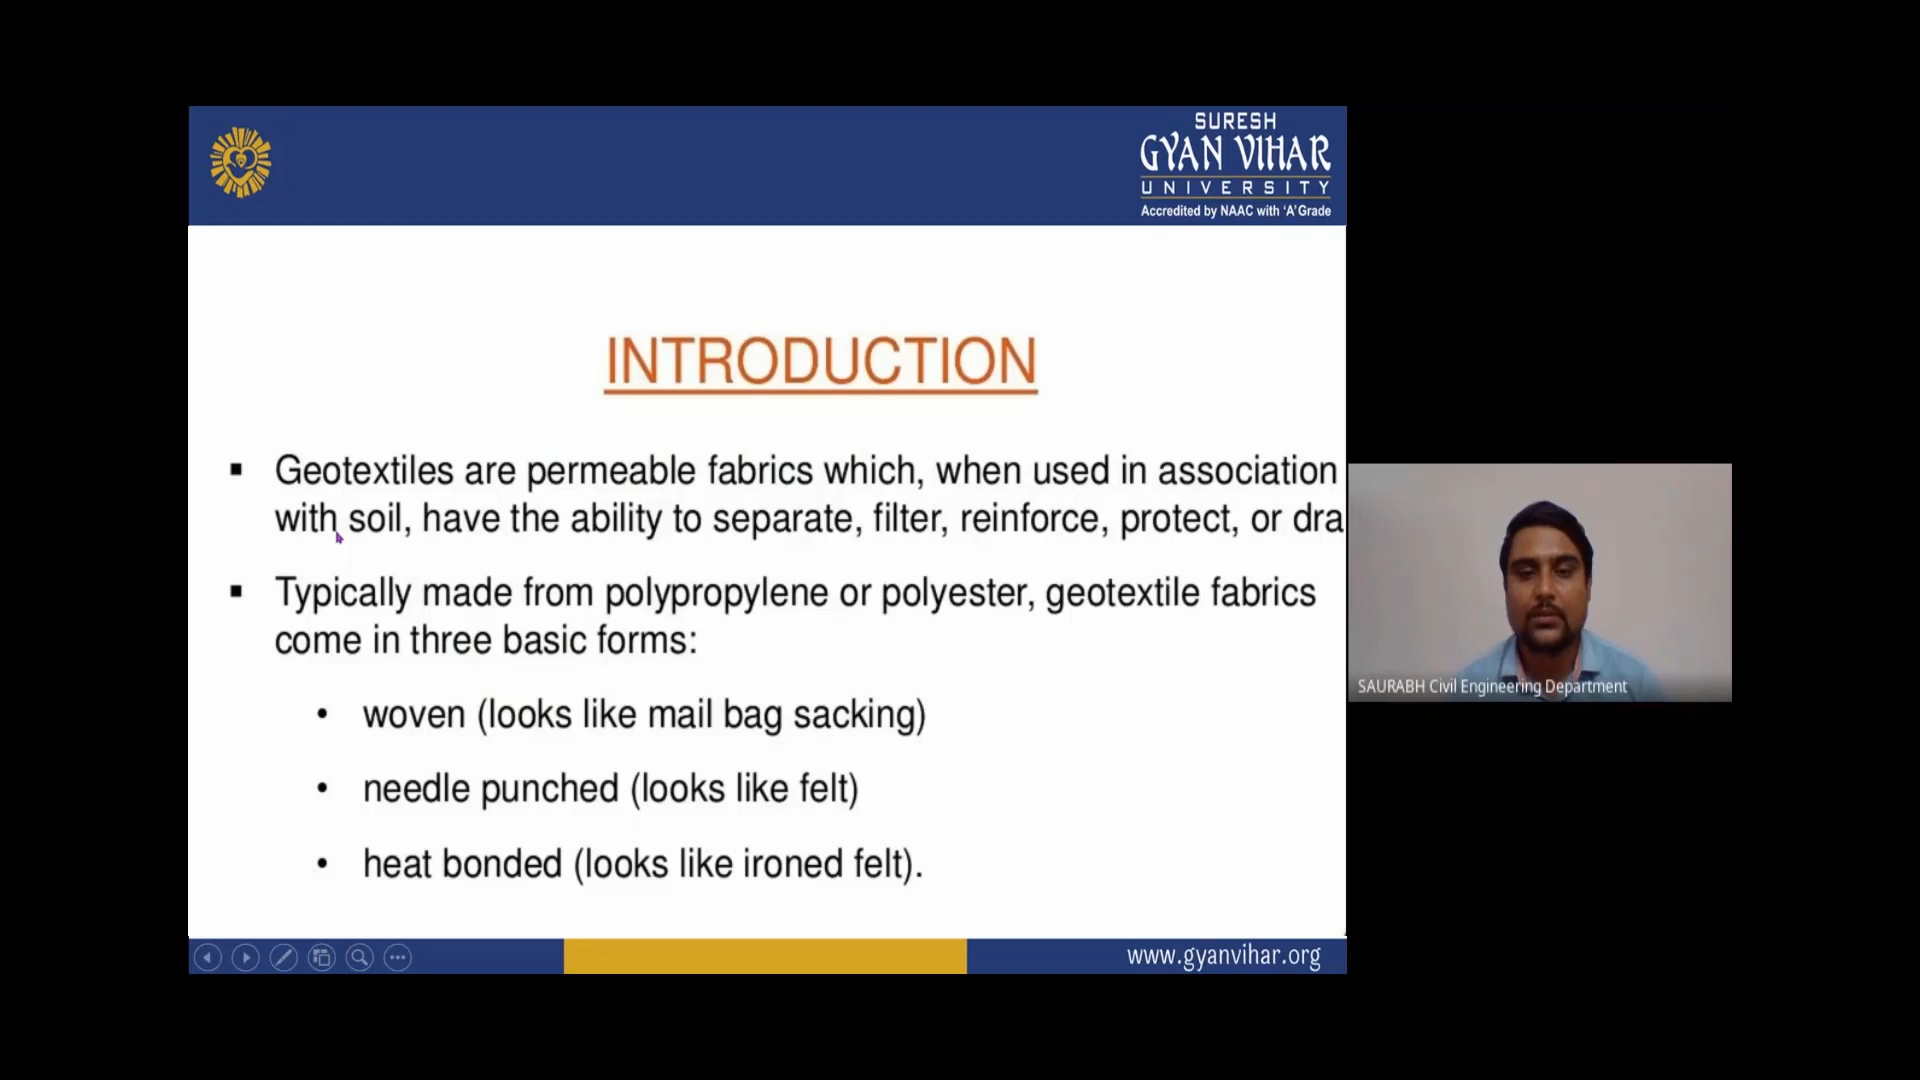 SURESH
GYAN VIHAR
UNIVERSITY
Accredited by NAAC with 'A' Grade
INTRODUCTION
▪ Geotextiles are permeable fabrics which, when used in association
with soil, have the ability to separate, filter, reinforce, protect, or dra
▪ Typically made from polypropylene or polyester, geotextile fabrics
come in three basic forms:
• woven (looks like mail bag sacking)
• needle punched (looks like felt)
• heat bonded (looks like ironed felt).
SAURABH Civil Engineering Department
www.gyanvihar.org